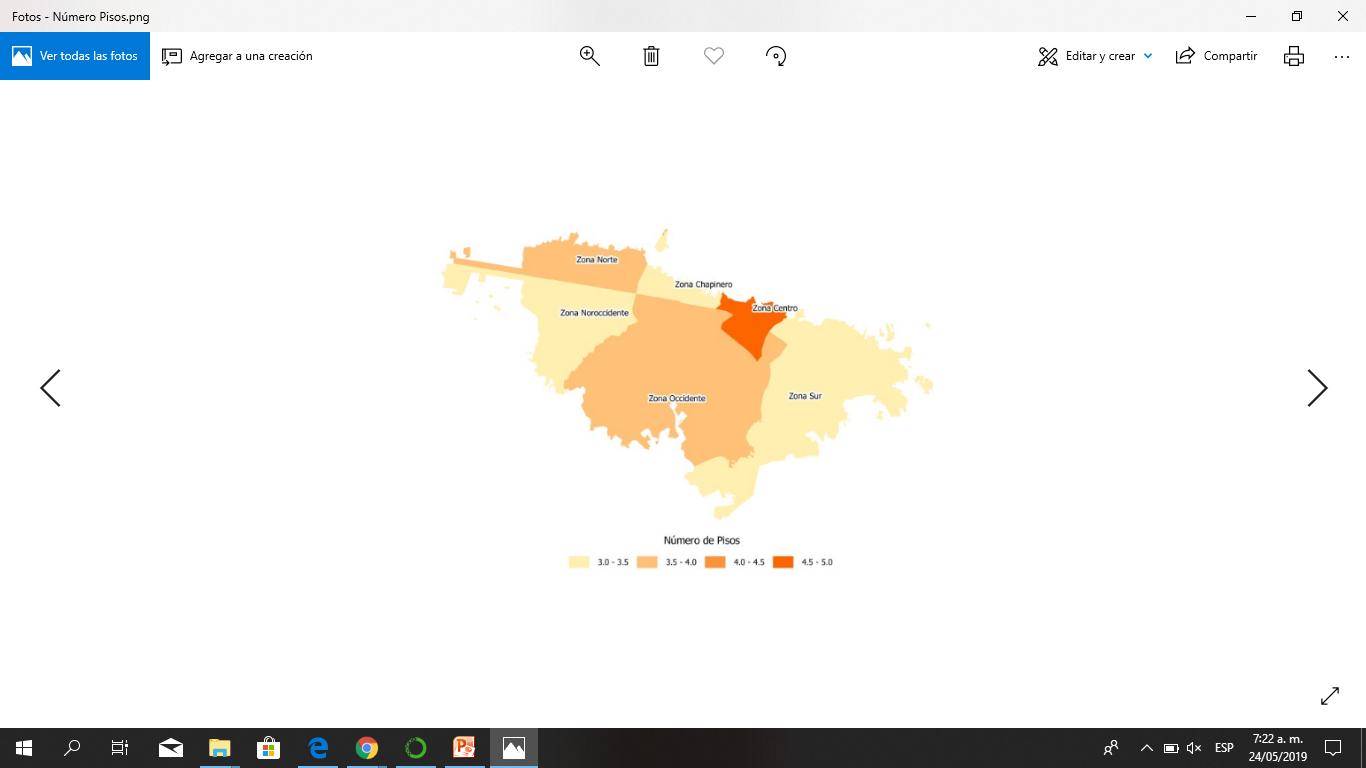 Fotos - Número Pisos.png
Ver todas las fotos
Agregar a una creación
Editar y crear
Compartir
Zona Norte
Zona Chapinero
Zona Centro
Zona Noroccidente
Zona Occidente
Zona Sur
Número de Pisos
3.0 - 3.5
3.5 - 4.0
4.0 - 4.5
4.5 - 5.0
ESP
7:22 a. m.
24/05/2019